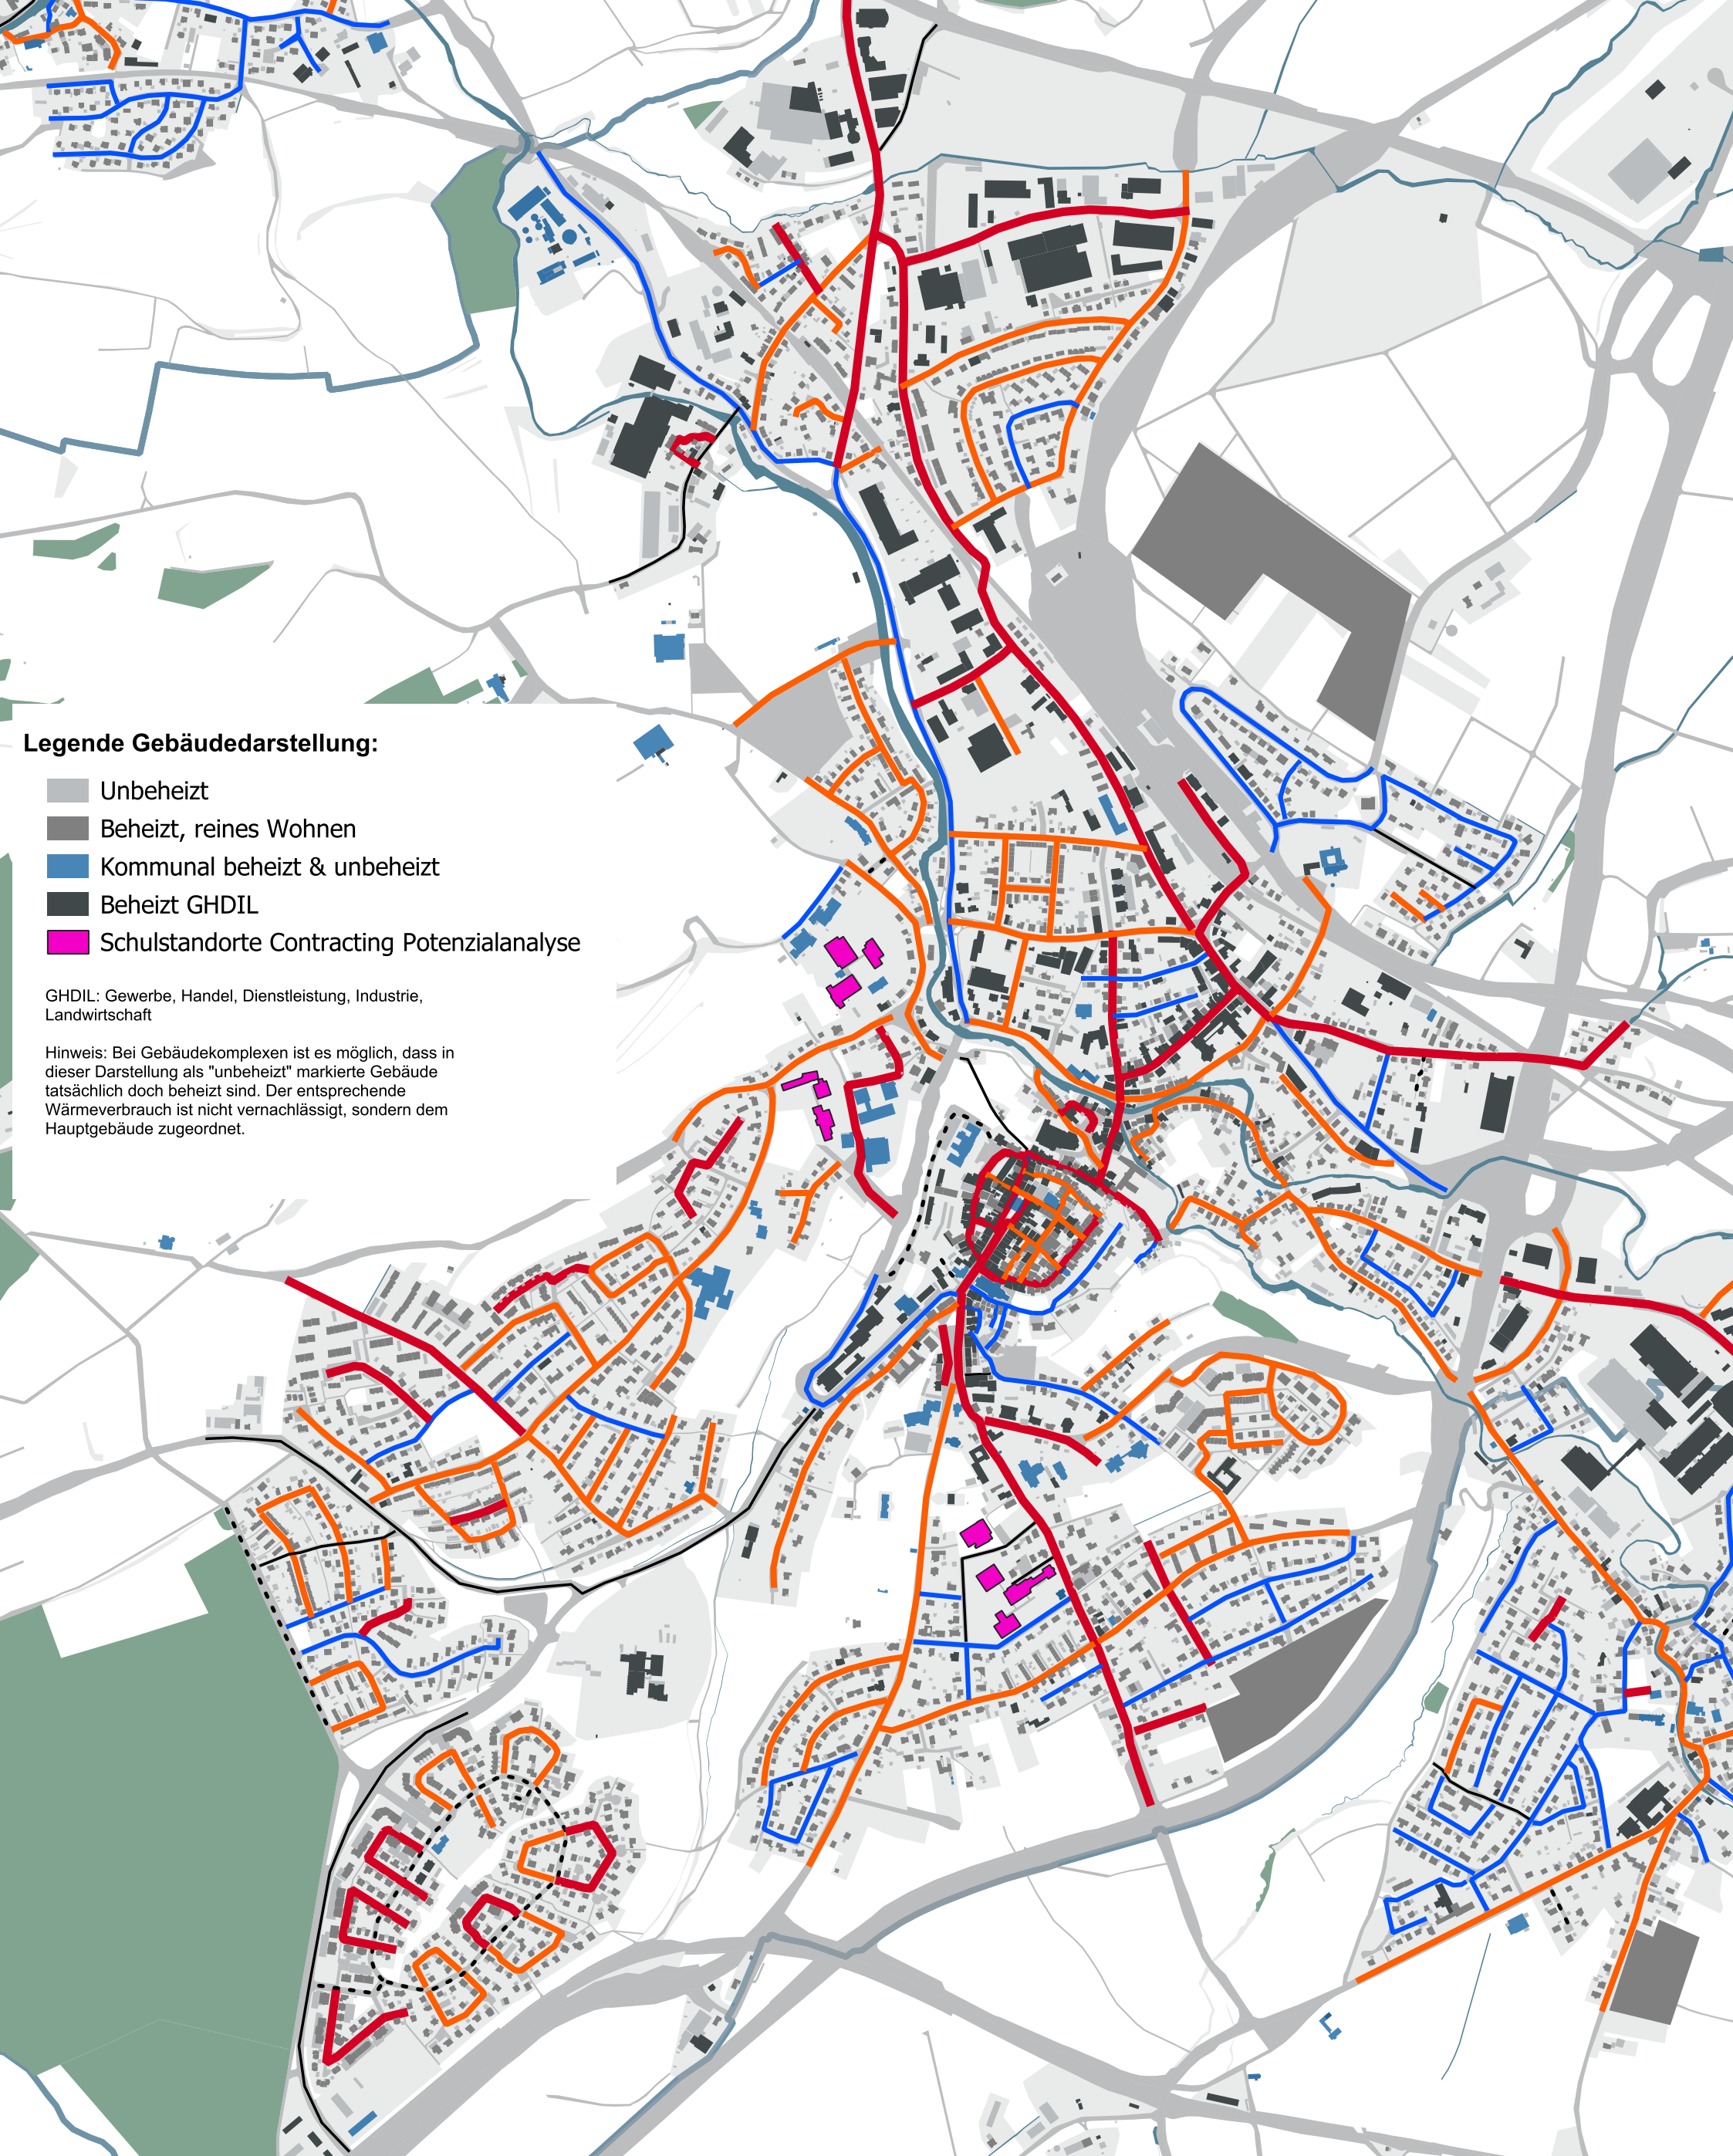 Legende Gebäudedarstellung:
Unbeheizt
Beheizt, reines Wohnen
Kommunal beheizt & unbeheizt
Beheizt GHDIL
Schulstandorte Contracting Potenzialanalyse
GHDIL: Gewerbe, Handel, Dienstleistung, Industrie,
Landwirtschaft
Hinweis: Bei Gebäudekomplexen ist es möglich, dass in
dieser Darstellung als "unbeheizt" markierte Gebäude
tatsächlich doch beheizt sind. Der entsprechende
Wärmeverbrauch ist nicht vernachlässigt, sondern dem
Hauptgebäude zugeordnet.